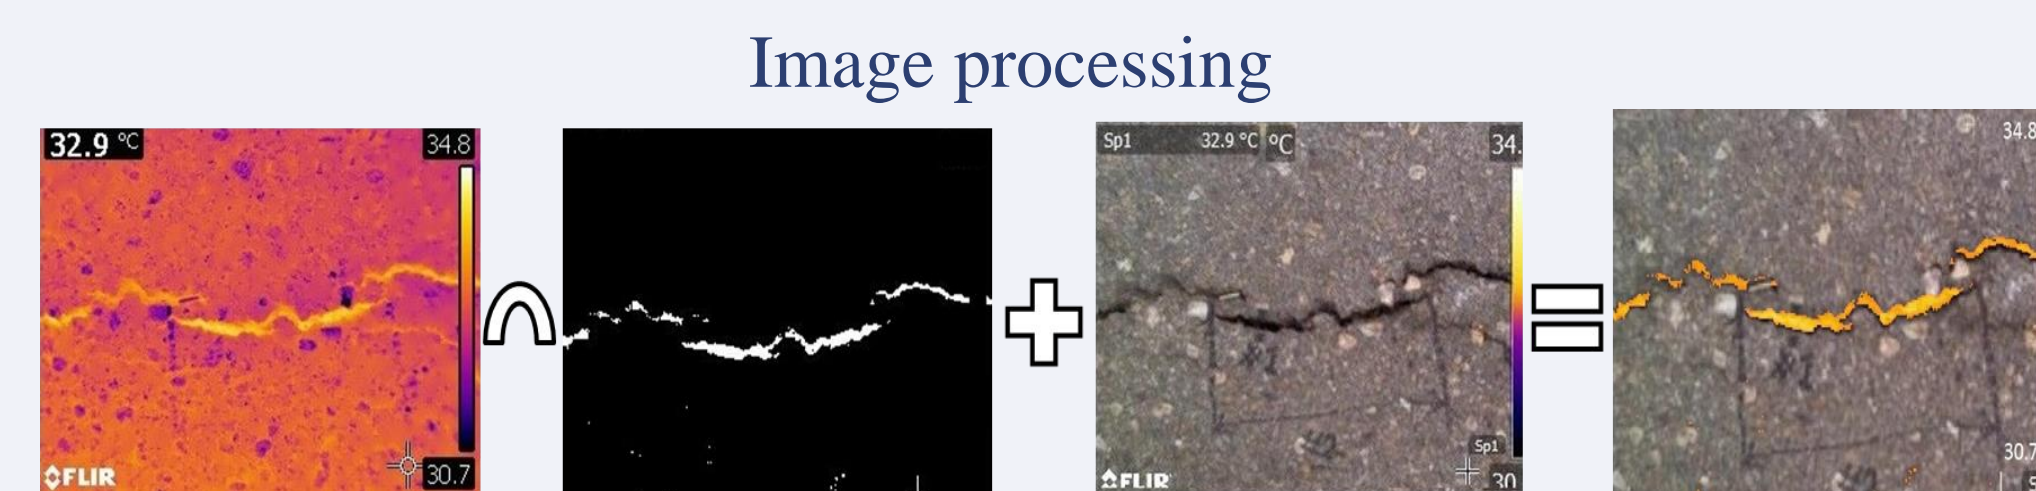 Image processing
32.9 °C
34.8
FLIR
30.7
Sp1 32.9 °C °C
34.
Sp1
FLIR
30
34.8
30.7